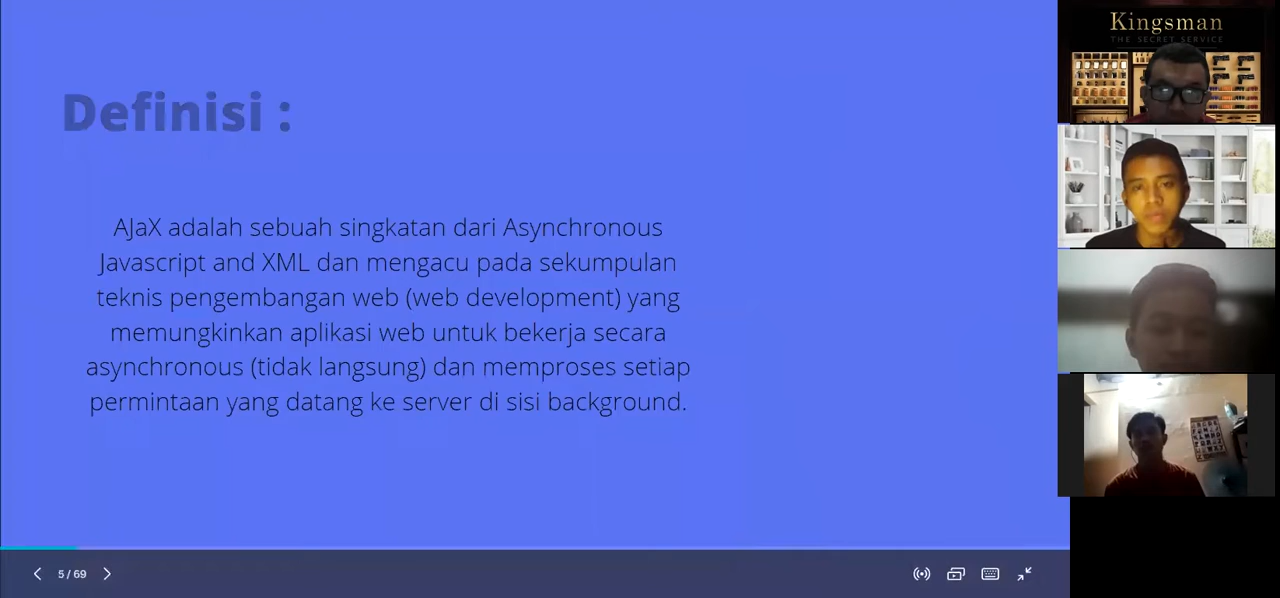 Definisi :
AJaX adalah sebuah singkatan dari Asynchronous
Javascript and XML dan mengacu pada sekumpulan
teknis pengembangan web (web development) yang
memungkinkan aplikasi web untuk bekerja secara
asynchronous (tidak langsung) dan memproses setiap
permintaan yang datang ke server di sisi background.
5 / 69
Kingsman
THE SECRET SERVICE